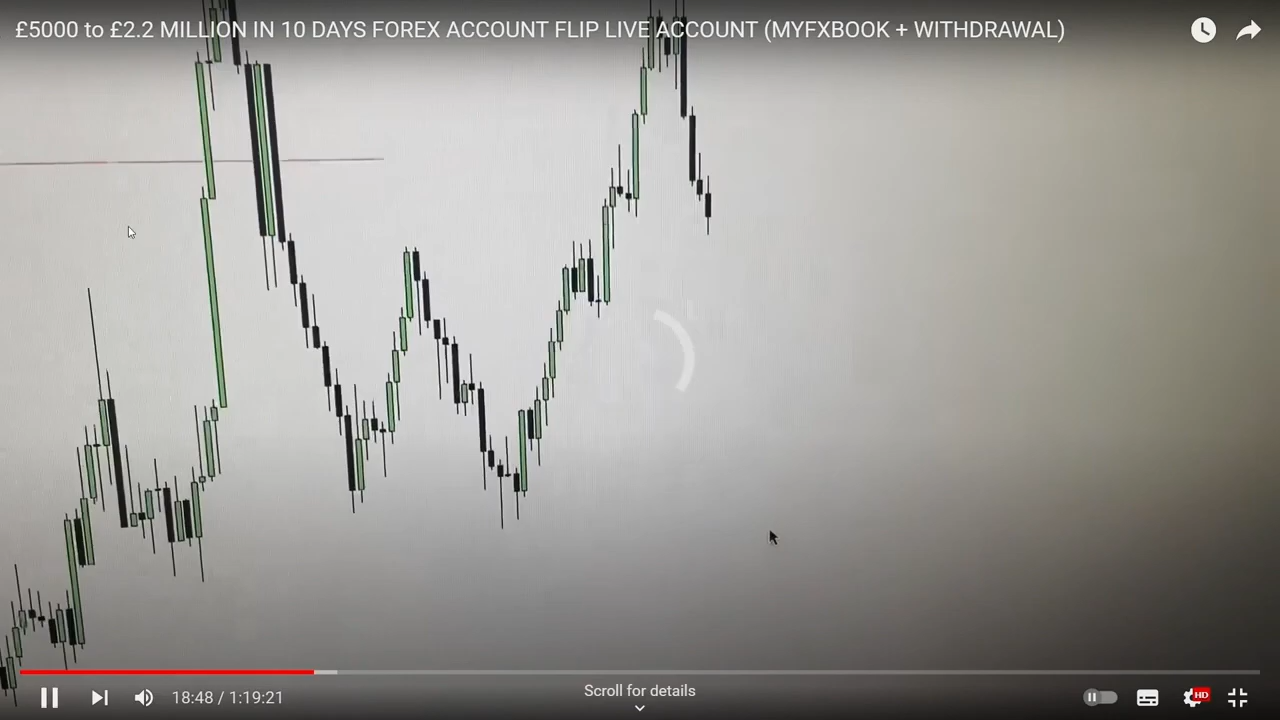 £5000 to £2.2 MILLION IN 10 DAYS FOREX ACCOUNT FLIP LIVE ACCOUNT (MYFXBOOK + WITHDRAWAL)
Scroll for details
18:48 / 1:19:21
HD